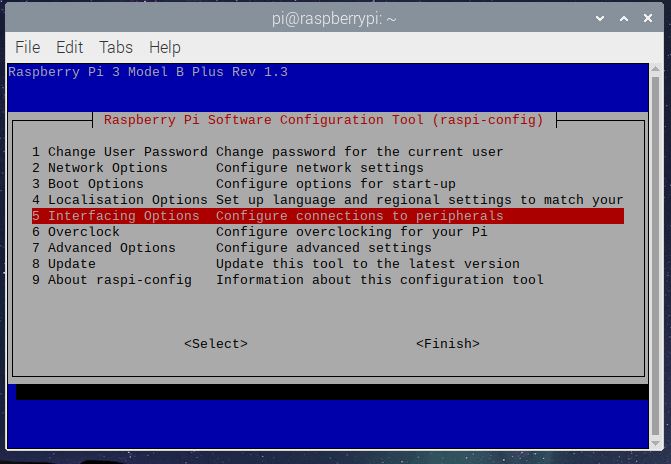 pi@raspberrypi: ~
File Edit Tabs Help
Raspberry Pi 3 Model B Plus Rev 1.3
Raspberry Pi Software Configuration Tool (raspi-config)
1 Change User Password Change password for the current user
2 Network Options Configure network settings
3 Boot Options Configure options for start-up
4 Localisation Options Set up language and regional settings to match your
5 Interfacing Options Configure connections to peripherals
6 Overclock Configure overclocking for your Pi
7 Advanced Options Configure advanced settings
8 Update Update this tool to the latest version
9 About raspi-config Information about this configuration tool
<Select> <Finish>